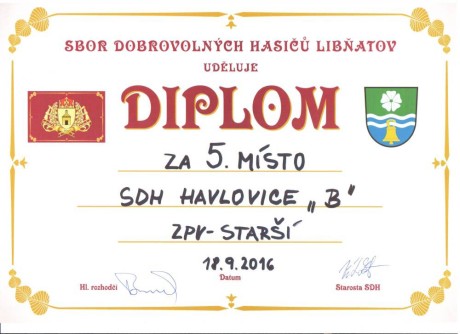 SBOR DOBROVOLNÝCH HASIČŮ LIBŇATOV
UDĚLUJE
DIPLOM
ZA 5. MÍSTO
SDH HAVLOVICE „B"
ZPV-STARŠÍ
18.9.2016
Hl. rozhodčí
Datum
Starosta SDH